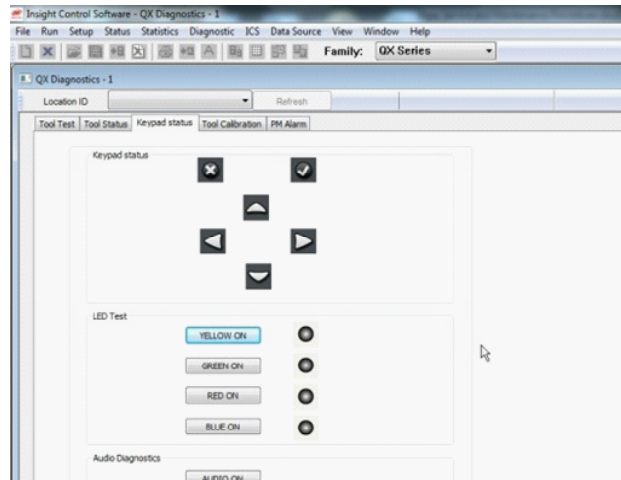 Insight Control Software - QX Diagnostics - 1
File Run Setup Status Statistics Diagnostic ICS Data Source View Window Help
Family: QX Series
QX Diagnostics - 1
Location ID Refresh
Tool Test Tool Status Keypad status Tool Calibration PM Alarm
Keypad status
LED Test
YELLOW ON
GREEN ON
RED ON
BLUE ON
Audio Diagnostics
AUDIO ON